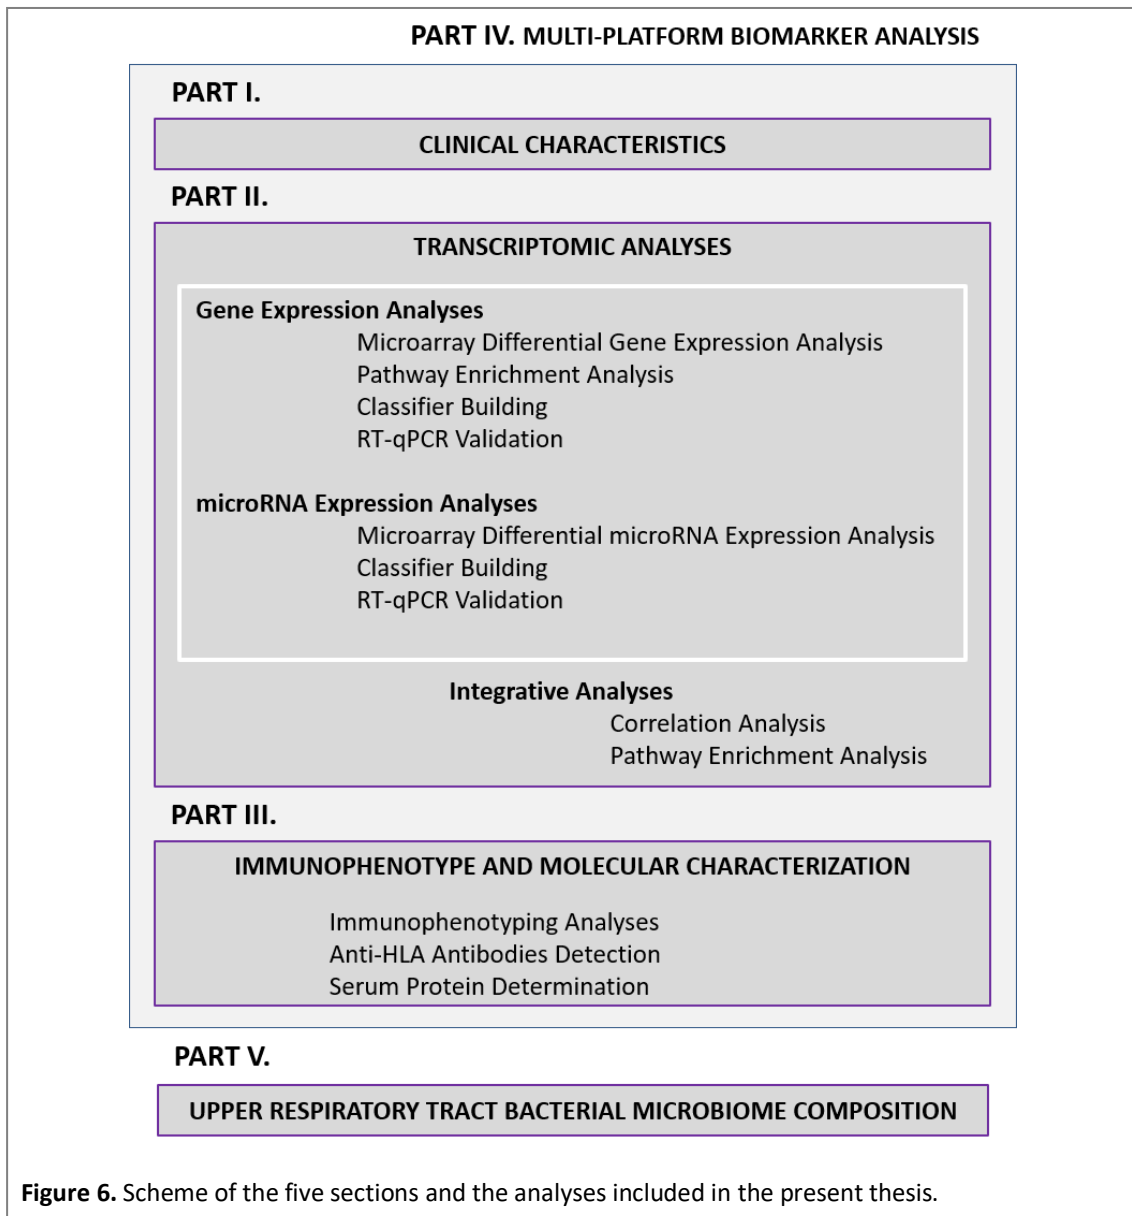 PART IV. MULTI-PLATFORM BIOMARKER ANALYSIS
PART I.
CLINICAL CHARACTERISTICS
PART II.
TRANSCRIPTOMIC ANALYSES
Gene Expression Analyses
Microarray Differential Gene Expression Analysis
Pathway Enrichment Analysis
Classifier Building
RT-qPCR Validation
microRNA Expression Analyses
Microarray Differential microRNA Expression Analysis
Classifier Building
RT-qPCR Validation
Integrative Analyses
Correlation Analysis
Pathway Enrichment Analysis
PART III.
IMMUNOPHENOTYPE AND MOLECULAR CHARACTERIZATION
Immunophenotyping Analyses
Anti-HLA Antibodies Detection
Serum Protein Determination
PART V.
UPPER RESPIRATORY TRACT BACTERIAL MICROBIOME COMPOSITION
Figure 6. Scheme of the five sections and the analyses included in the present thesis.